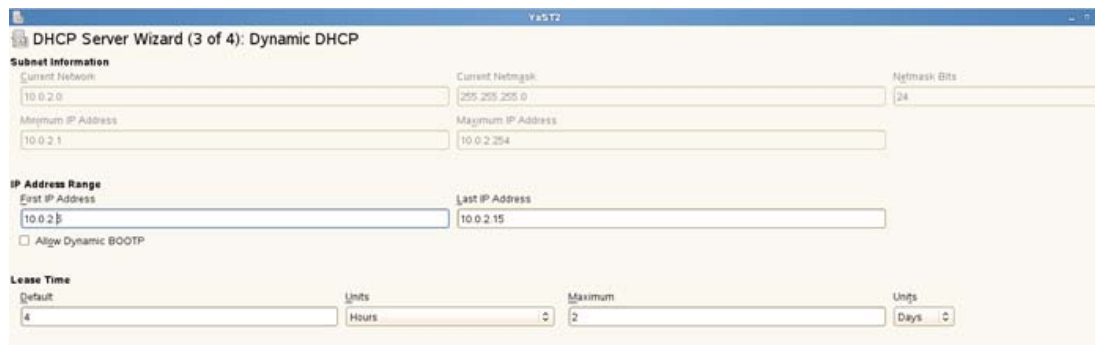 YaST2
DHCP Server Wizard (3 of 4): Dynamic DHCP
Subnet Information
Current Network Current Netmask Netmask Bits
10.0.2.0 255.255.255.0 24
Minimum IP Address Maximum IP Address
10.0.2.1 10.0.2.254
IP Address Range
First IP Address Last IP Address
10.0.2.5 10.0.2.15
Allow Dynamic BOOTP
Lease Time
Default Units Maximum Units
4 Hours 2 Days